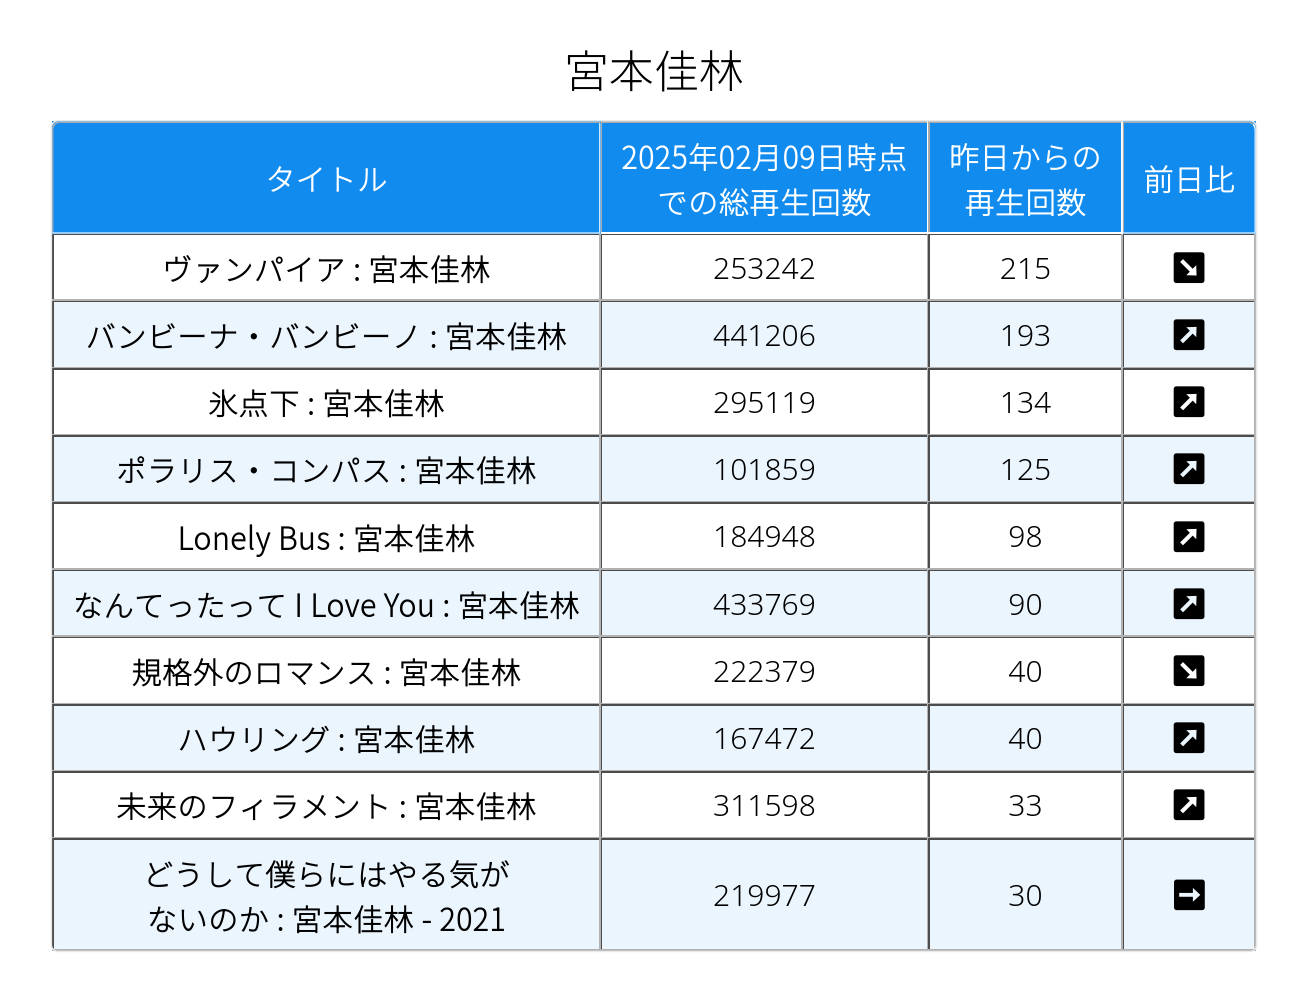 宮本佳林
タイトル
2025年02月09日時点
での総再生回数
昨日からの
再生回数
前日比
ヴァンパイア : 宮本佳林 253242 215 ↘
バンビーナ・バンビーノ : 宮本佳林 441206 193 ↗
氷点下 : 宮本佳林 295119 134 ↗
ポラリス・コンパス : 宮本佳林 101859 125 ↗
Lonely Bus : 宮本佳林 184948 98 ↗
なんてったって I Love You : 宮本佳林 433769 90 ↗
規格外のロマンス : 宮本佳林 222379 40 ↘
ハウリング : 宮本佳林 167472 40 ↗
未来のフィラメント : 宮本佳林 311598 33 ↗
どうして僕らにはやる気が
ないのか : 宮本佳林 - 2021 219977 30 →